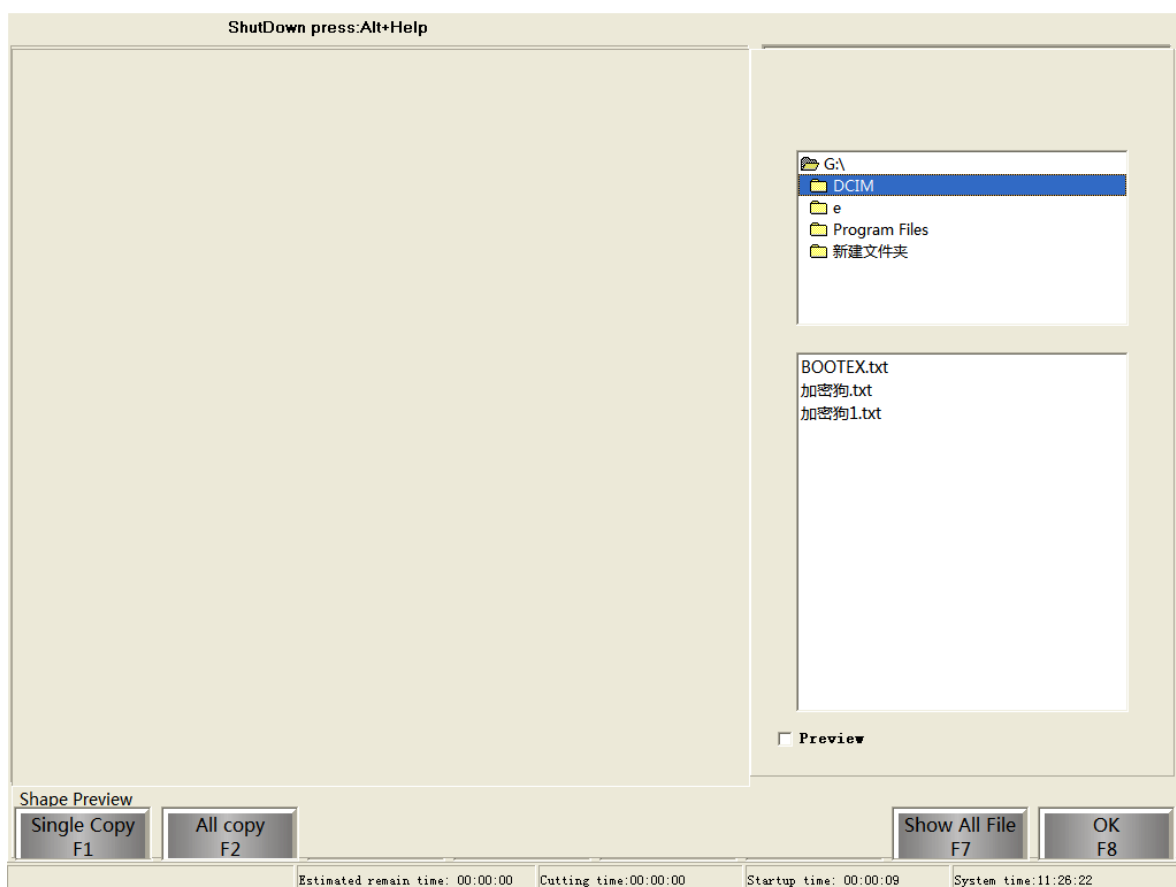 ShutDown press:Alt+Help
G:\
DCIM
e
Program Files
新建文件夹
BOOTEX.txt
加密狗.txt
加密狗1.txt
Preview
Shape Preview
Single Copy
F1
All copy
F2
Show All File
F7
OK
F8
Estimated remain time: 00:00:00
Cutting time:00:00:00
Startup time: 00:00:09
System time:11:26:22